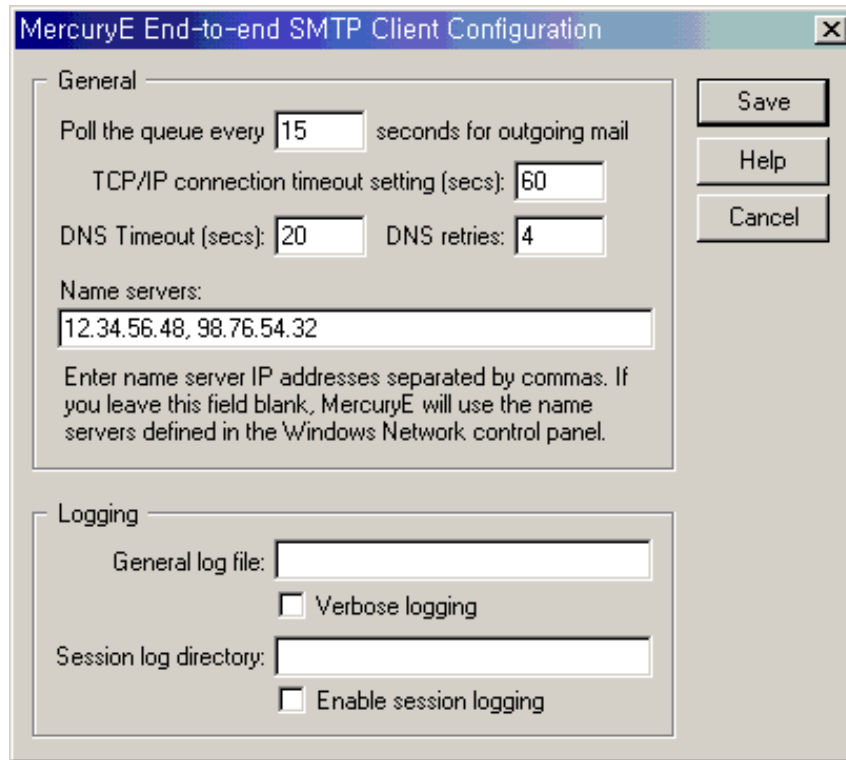 MercuryE End-to-end SMTP Client Configuration
General
Poll the queue every 15 seconds for outgoing mail
TCP/IP connection timeout setting (secs): 60
DNS Timeout (secs): 20 DNS retries: 4
Name servers:
12.34.56.48, 98.76.54.32
Enter name server IP addresses separated by commas. If
you leave this field blank, MercuryE will use the name
servers defined in the Windows Network control panel.
Logging
General log file:
Verbose logging
Session log directory:
Enable session logging
Save
Help
Cancel